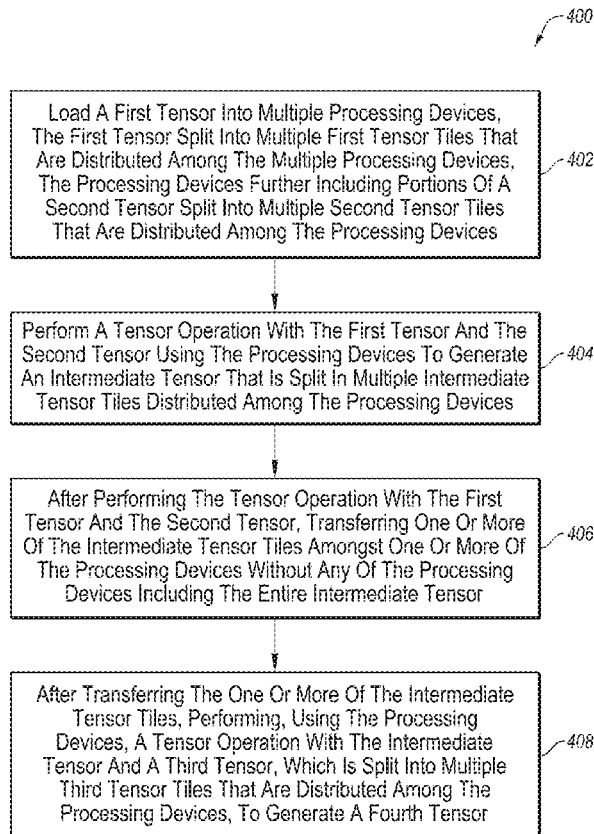 400
Load A First Tensor Into Multiple Processing Devices,
The First Tensor Split Into Multiple First Tensor Tiles That
Are Distributed Among The Multiple Processing Devices,
The Processing Devices Further Including Portions Of A
Second Tensor Split Into Multiple Second Tensor Tiles
That Are Distributed Among The Processing Devices
402
Perform A Tensor Operation With The First Tensor And The
Second Tensor Using The Processing Devices To Generate
An Intermediate Tensor That Is Split In Multiple Intermediate
Tensor Tiles Distributed Among The Processing Devices
404
After Performing The Tensor Operation With The First
Tensor And The Second Tensor, Transferring One Or More
Of The Intermediate Tensor Tiles Amongst One Or More Of
The Processing Devices Without Any Of The Processing
Devices Including The Entire Intermediate Tensor
406
After Transferring The One Or More Of The Intermediate
Tensor Tiles, Performing, Using The Processing
Devices, A Tensor Operation With The Intermediate
Tensor And A Third Tensor, Which Is Split Into Multiple
Third Tensor Tiles That Are Distributed Among The
Processing Devices, To Generate A Fourth Tensor
408